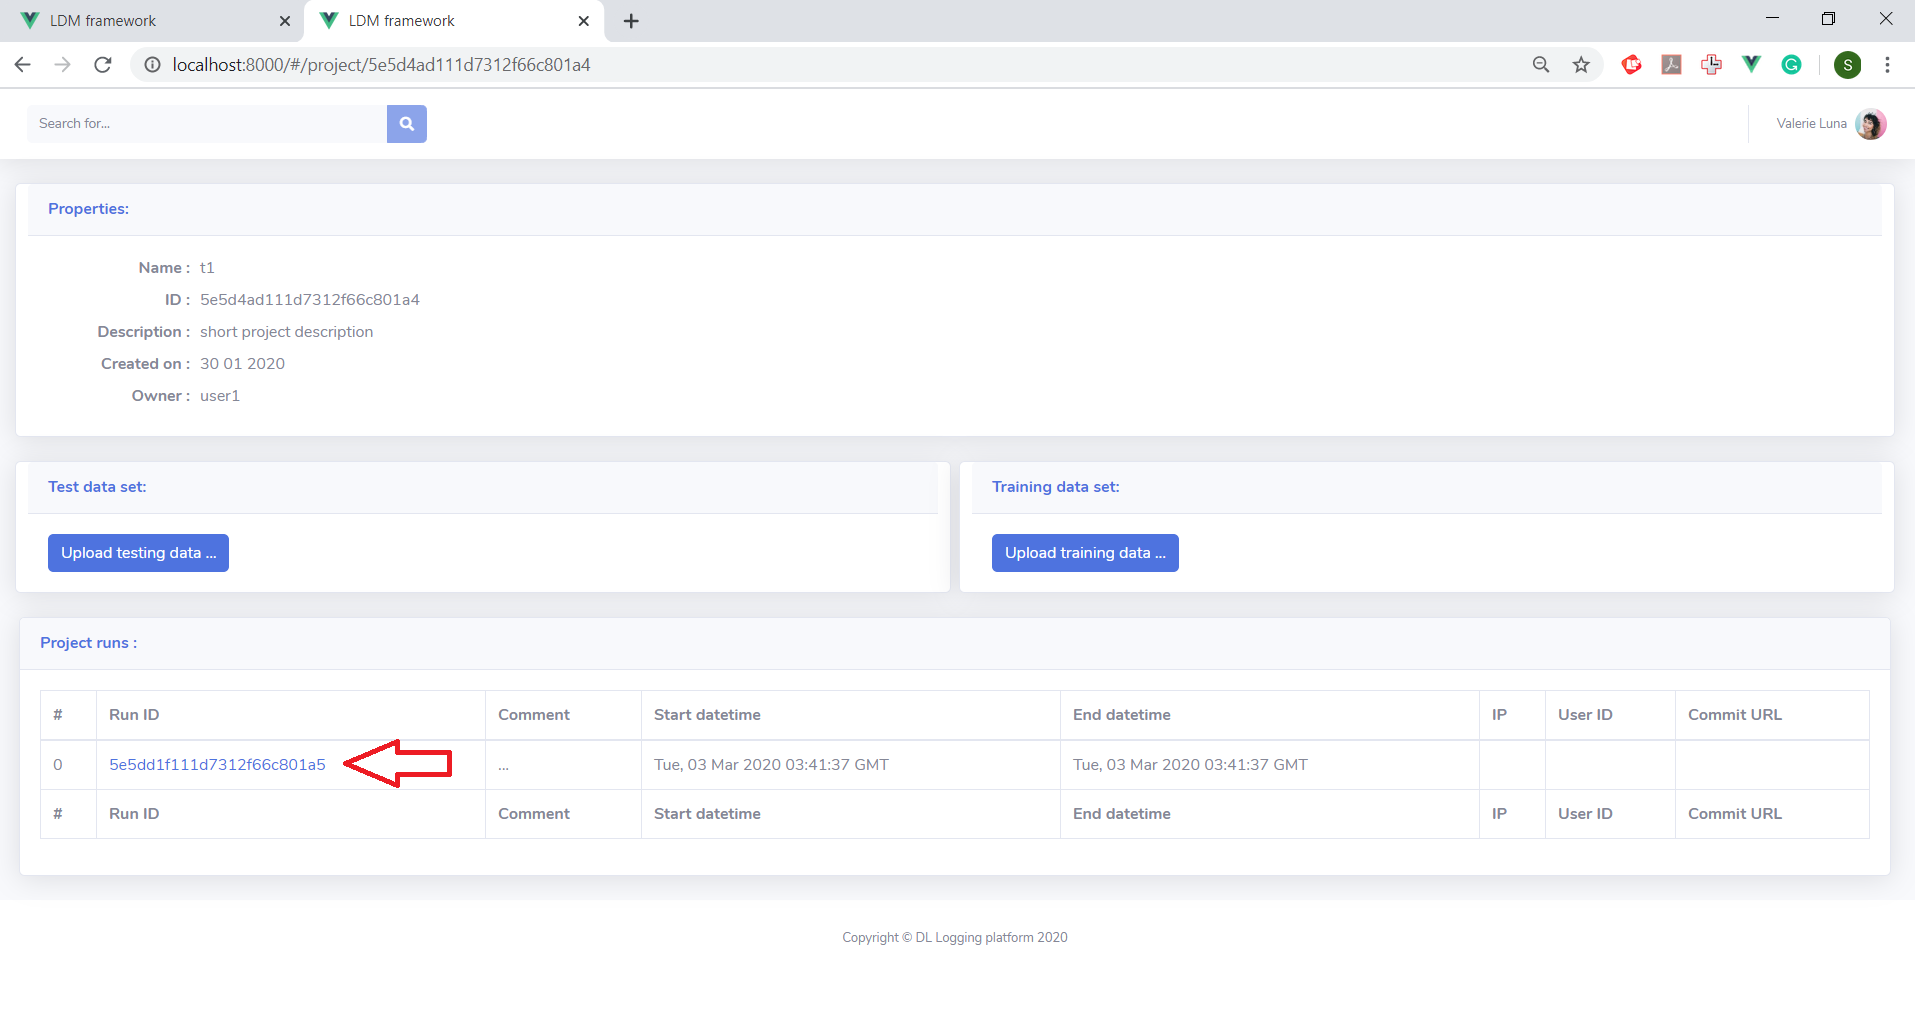 LDM framework
LDM framework
localhost:8000/#/project/5e5d4ad111d7312f66c801a4
S
Search for...
Valerie Luna
Properties:
Name : t1
ID : 5e5d4ad111d7312f66c801a4
Description : short project description
Created on : 30 01 2020
Owner : user1
Test data set:
Training data set:
Upload testing data ...
Upload training data ...
Project runs :
# Run ID Comment Start datetime End datetime IP User ID Commit URL
0 5e5dd1f111d7312f66c801a5 ... Tue, 03 Mar 2020 03:41:37 GMT Tue, 03 Mar 2020 03:41:37 GMT
# Run ID Comment Start datetime End datetime IP User ID Commit URL
Copyright © DL Logging platform 2020